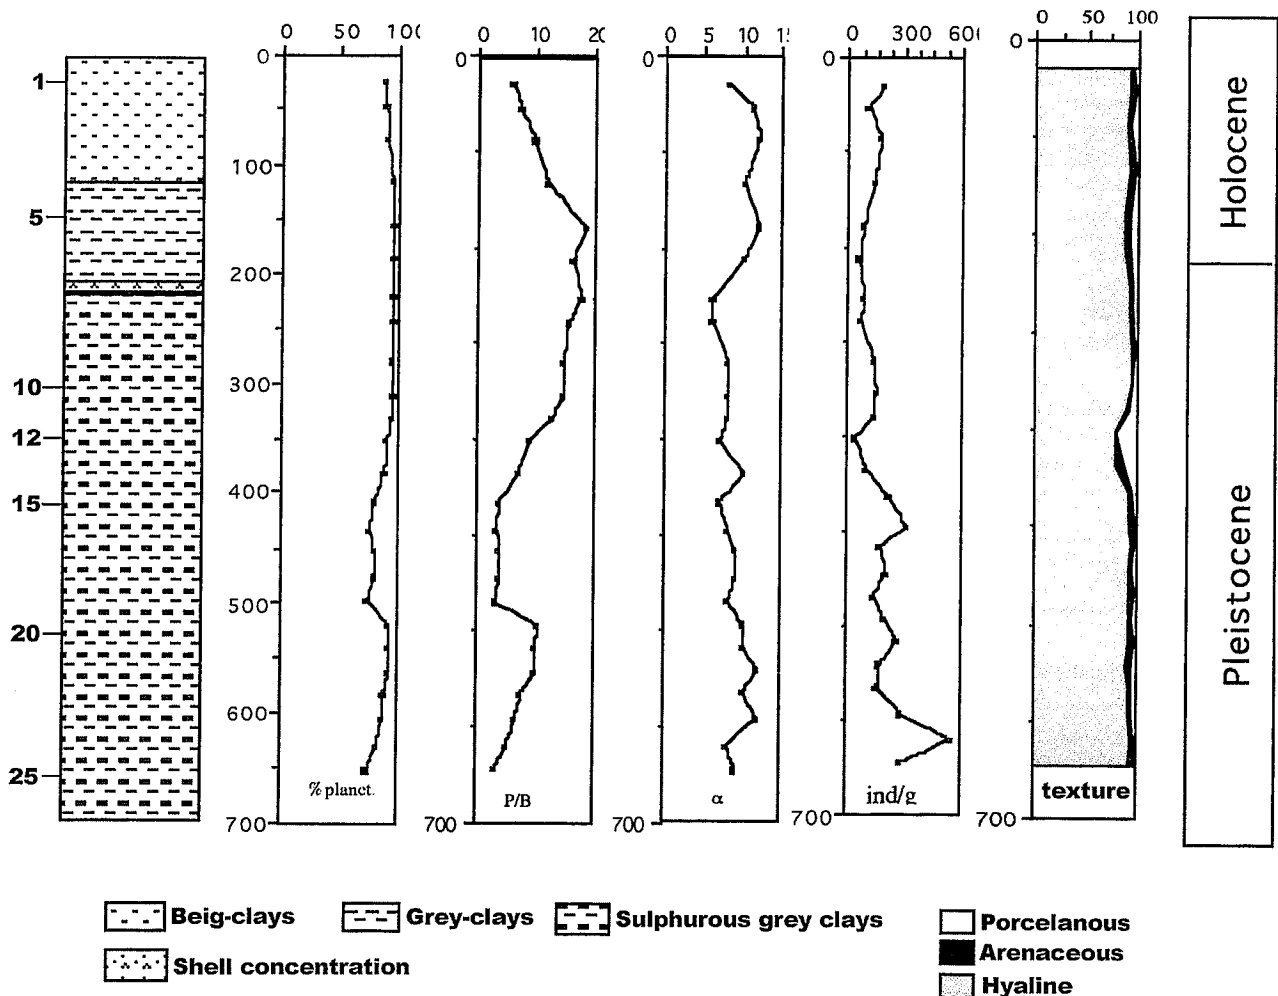 0 50 100
0 10 20
0 5 10 15
0 300 600
0 50 100
0
0
0
0
0
1
5
10
12
15
20
25
100
200
300
400
500
600
700
700
700
700
700
% planct.
P/B
α
ind/g
texture
Holocene
Pleistocene
Beig-clays
Grey-clays
Sulphurous grey clays
Shell concentration
Porcelanous
Arenaceous
Hyaline